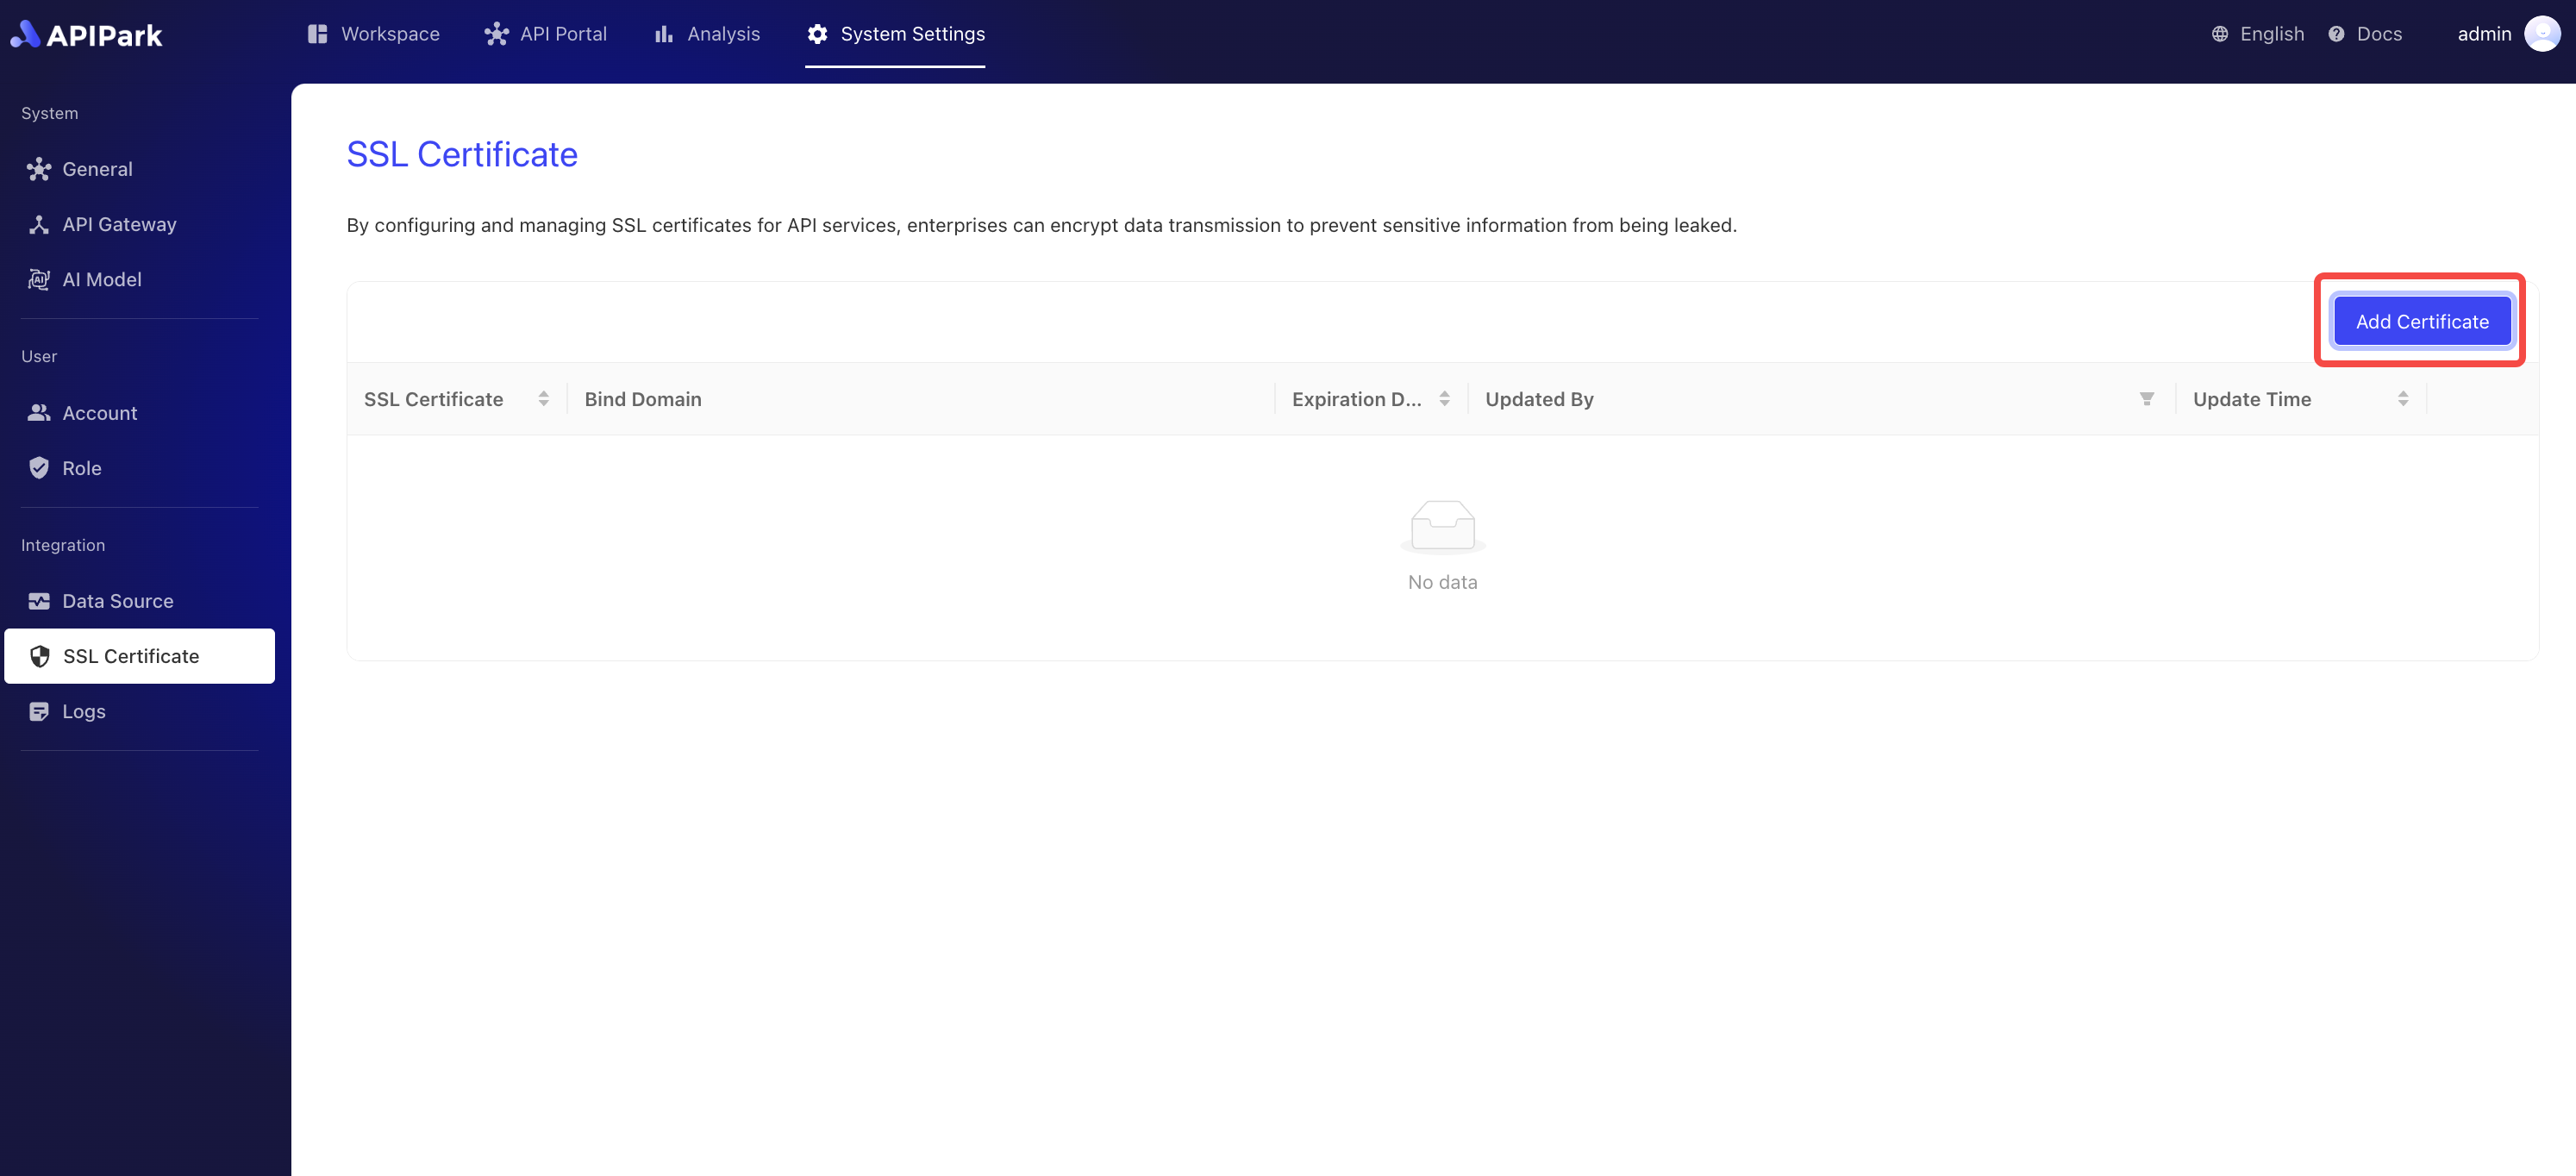 APIPark
Workspace
API Portal
Analysis
System Settings
English
Docs
admin
System
General
API Gateway
AI Model
User
Account
Role
Integration
Data Source
SSL Certificate
Logs
SSL Certificate
By configuring and managing SSL certificates for API services, enterprises can encrypt data transmission to prevent sensitive information from being leaked.
Add Certificate
SSL Certificate
Bind Domain
Expiration D...
Updated By
Update Time
No data